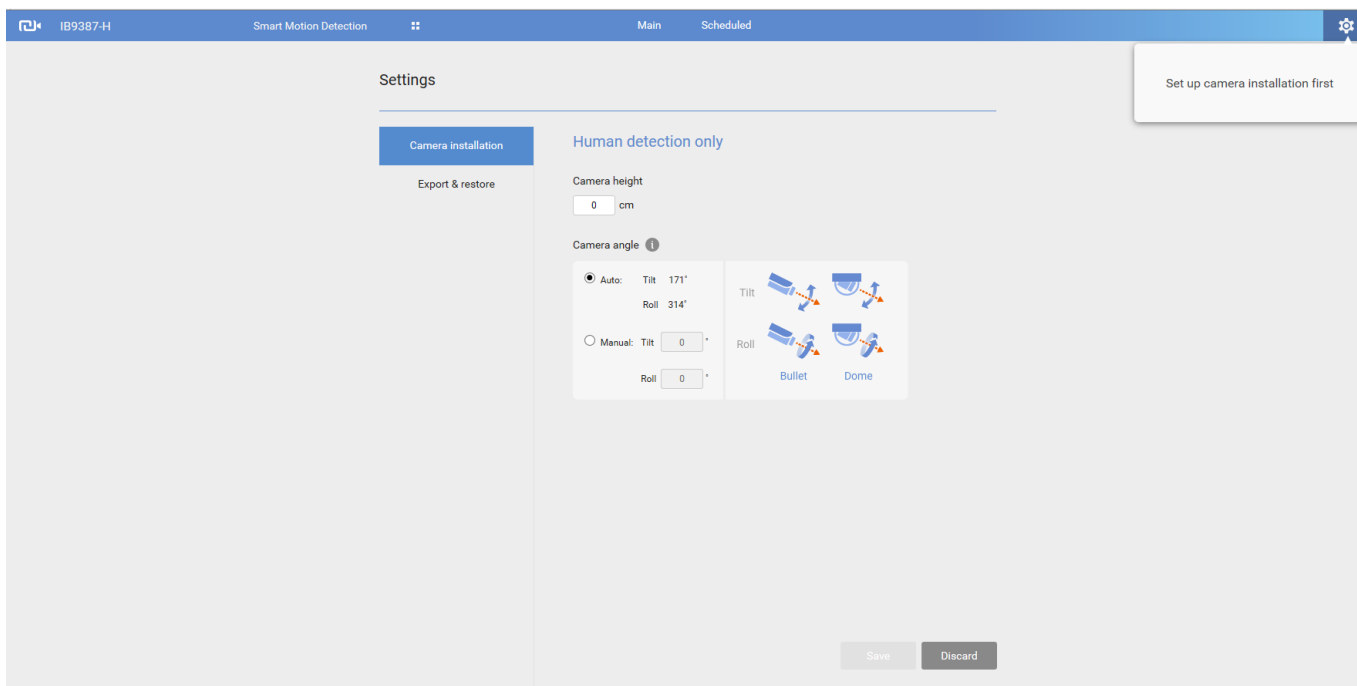 IB9387-H Smart Motion Detection Main Scheduled
Set up camera installation first
Settings
Camera installation
Export & restore
Human detection only
Camera height
0 cm
Camera angle i
Auto: Tilt 171°
Roll 314°
Manual: Tilt 0 °
Roll 0 °
Tilt
Roll
Bullet Dome
Save Discard